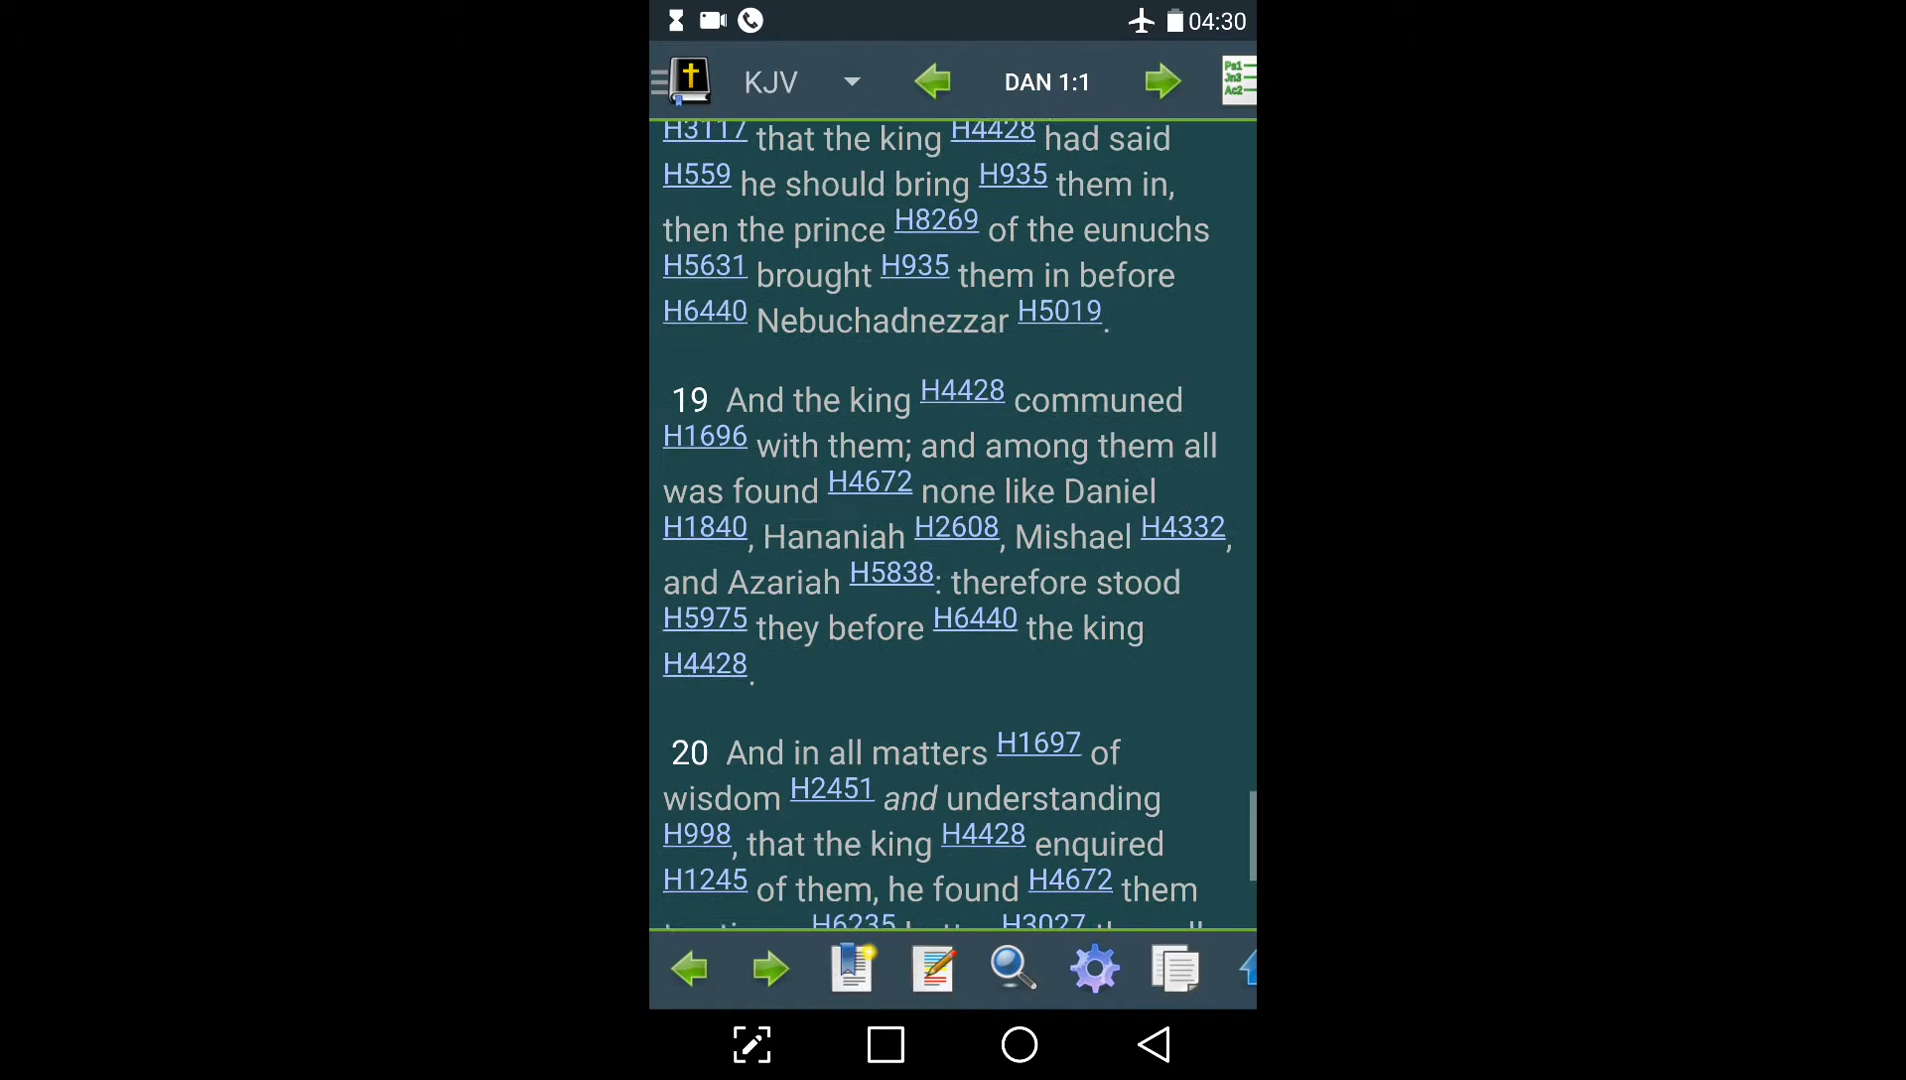 04:30
KJV DAN 1:1
Ps1
Jn3
Ac2
H3117 that the king H4428 had said
H559 he should bring H935 them in,
then the prince H8269 of the eunuchs
H5631 brought H935 them in before
H6440 Nebuchadnezzar H5019.
19 And the king H4428 communed
H1696 with them; and among them all
was found H4672 none like Daniel
H1840, Hananiah H2608, Mishael H4332,
and Azariah H5838: therefore stood
H5975 they before H6440 the king
H4428.
20 And in all matters H1697 of
wisdom H2451 and understanding
H998, that the king H4428 enquired
H1245 of them, he found H4672 them
H6235 H3027